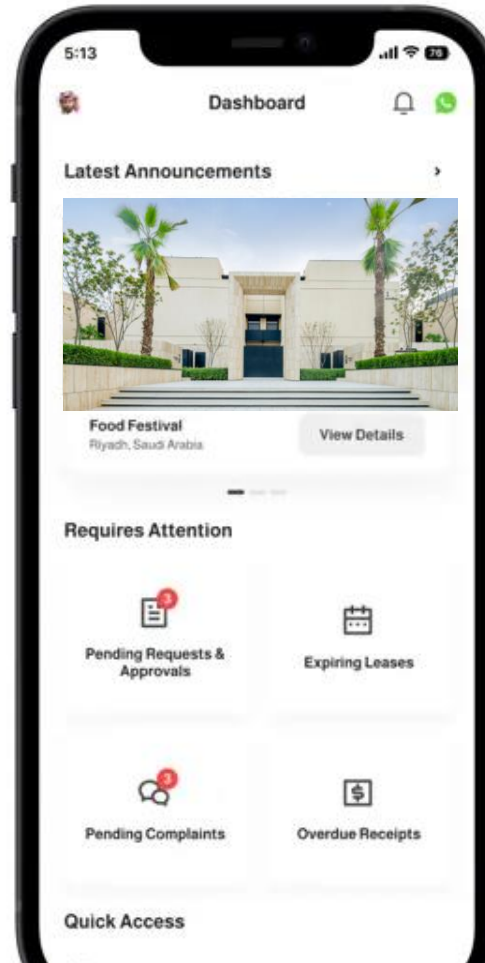 5:13
76
Dashboard
Latest Announcements
Food Festival
Riyadh, Saudi Arabia
View Details
Requires Attention
3
Pending Requests &
Approvals
Expiring Leases
3
Pending Complaints
$
Overdue Receipts
Quick Access